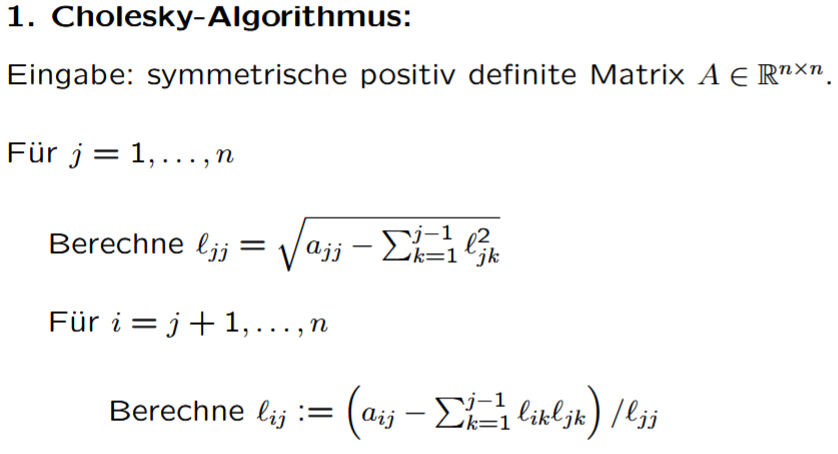 1. Cholesky-Algorithmus:
Eingabe: symmetrische positiv definite Matrix $A \in \mathbb{R}^{n \times n}$.
Für $j = 1, \ldots, n$
Berechne $\ell_{jj} = \sqrt{a_{jj} - \sum_{k=1}^{j-1} \ell_{jk}^2}$
Für $i = j + 1, \ldots, n$
Berechne $\ell_{ij} := \left( a_{ij} - \sum_{k=1}^{j-1} \ell_{ik} \ell_{jk} \right) / \ell_{jj}$